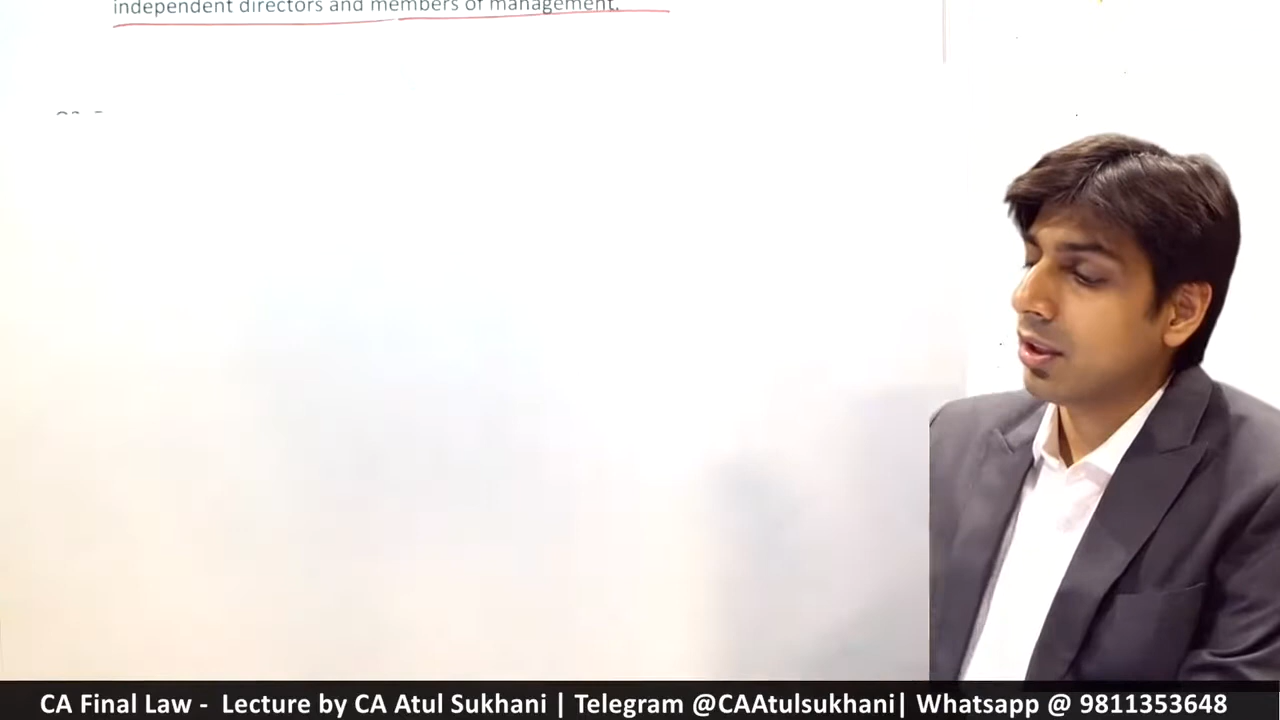 independent directors and members of management.
CA Final Law - Lecture by CA Atul Sukhani | Telegram @CAAtulsukhani| Whatsapp @ 9811353648